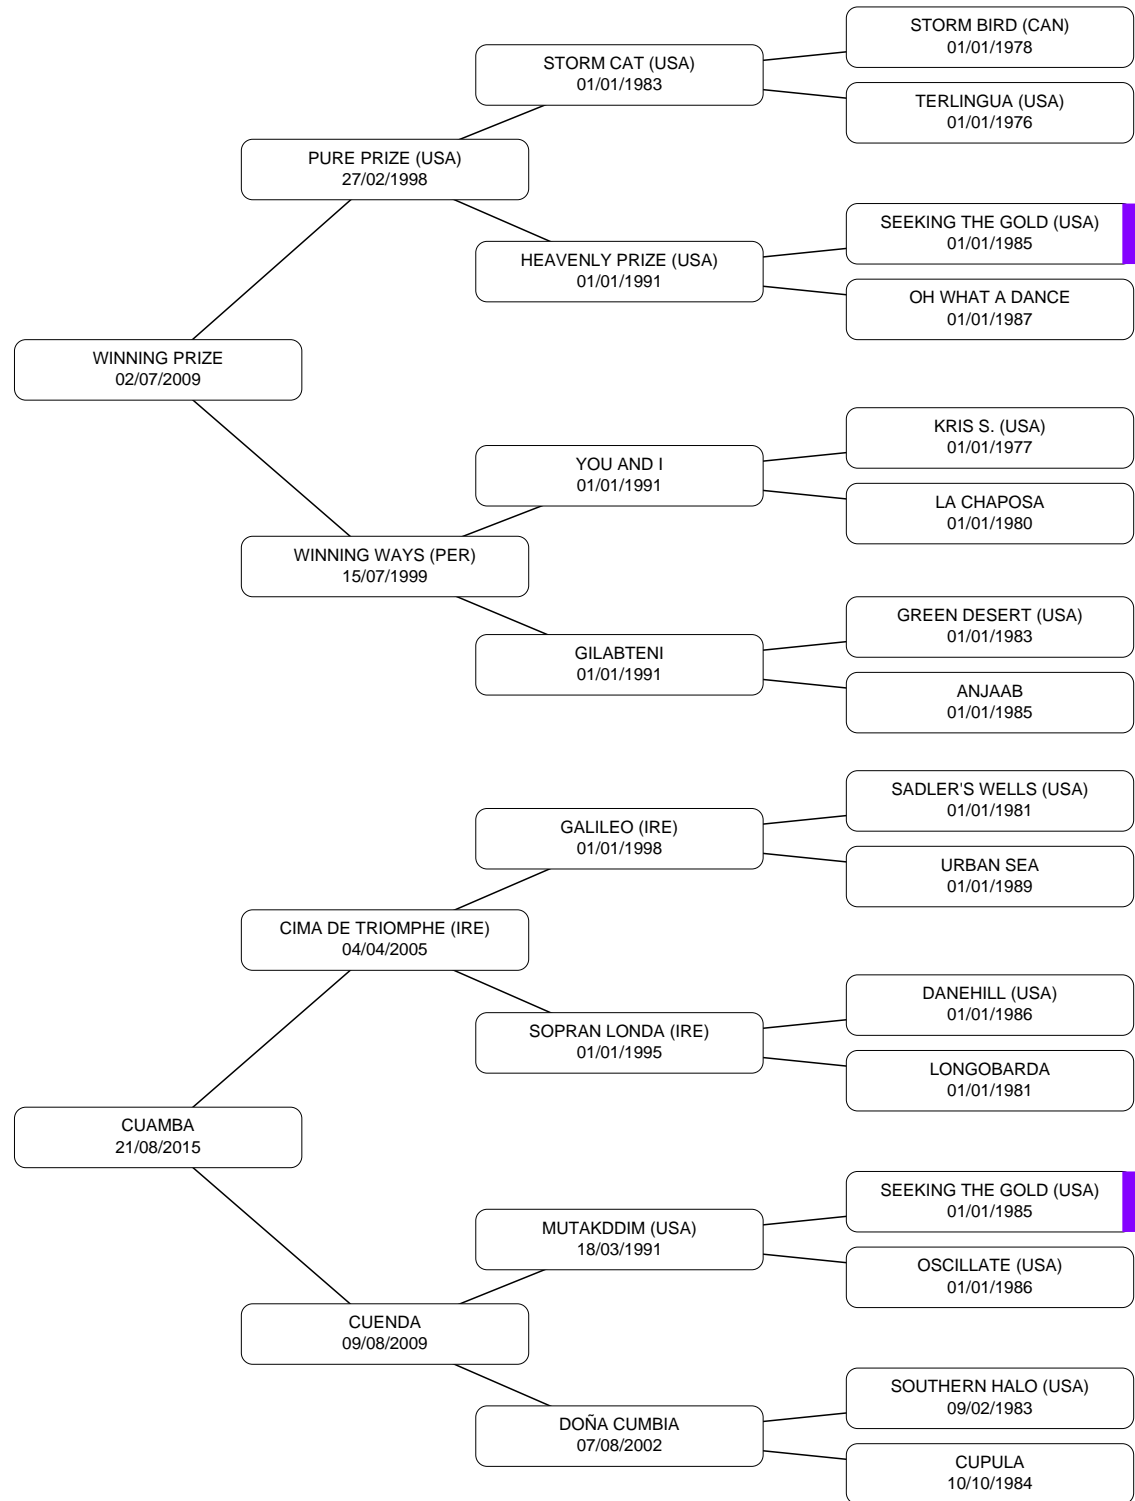 STORM BIRD (CAN)
01/01/1978
STORM CAT (USA)
01/01/1983
TERLINGUA (USA)
01/01/1976
PURE PRIZE (USA)
27/02/1998
SEEKING THE GOLD (USA)
01/01/1985
HEAVENLY PRIZE (USA)
01/01/1991
OH WHAT A DANCE
01/01/1987
WINNING PRIZE
02/07/2009
KRIS S. (USA)
01/01/1977
YOU AND I
01/01/1991
LA CHAPOSA
01/01/1980
WINNING WAYS (PER)
15/07/1999
GREEN DESERT (USA)
01/01/1983
GILABTENI
01/01/1991
ANJAAB
01/01/1985
SADLER'S WELLS (USA)
01/01/1981
GALILEO (IRE)
01/01/1998
URBAN SEA
01/01/1989
CIMA DE TRIOMPHE (IRE)
04/04/2005
DANEHILL (USA)
01/01/1986
SOPRAN LONDA (IRE)
01/01/1995
LONGOBARDA
01/01/1981
CUAMBA
21/08/2015
SEEKING THE GOLD (USA)
01/01/1985
MUTAKDDIM (USA)
18/03/1991
OSCILLATE (USA)
01/01/1986
CUENDA
09/08/2009
SOUTHERN HALO (USA)
09/02/1983
DOÑA CUMBIA
07/08/2002
CUPULA
10/10/1984